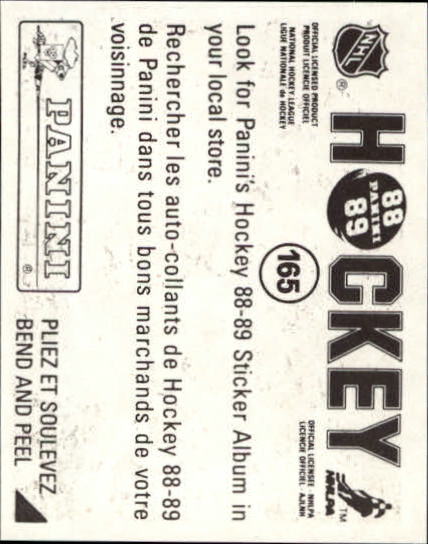 NHL
®
OFFICIAL LICENSED PRODUCT
PRODUIT LICENCIE OFFICIEL
NATIONAL HOCKEY LEAGUE
LIGUE NATIONALE de HOCKEY
HOCKEY
88
PANINI
89
165
TM
NHLPA
OFFICIAL LICENSEE - NHLPA
LICENCIE OFFICIEL - AJLNH
Look for Panini's Hockey 88-89 Sticker Album in
your local store.
Rechercher les auto-collants de Hockey 88-89
de Panini dans tous bons marchands de votre
voisinnage.
PANINI
®
PLIEZ ET SOULEVEZ
BEND AND PEEL